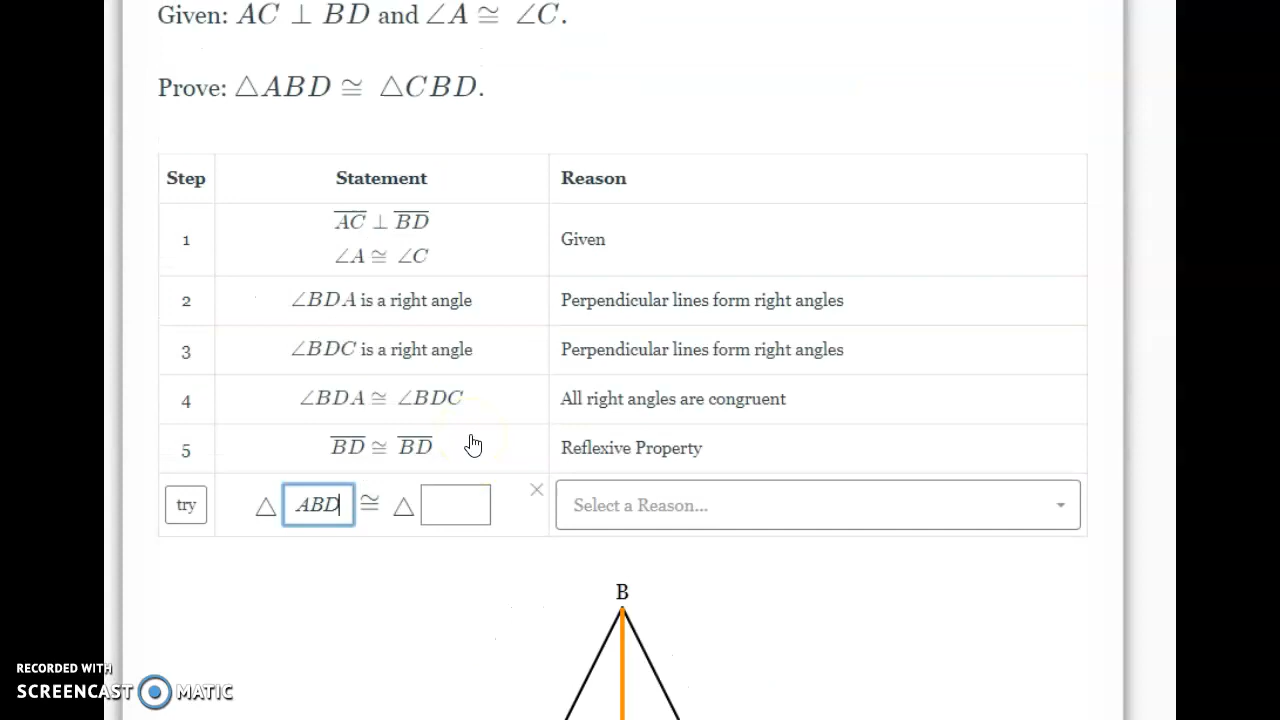 Given: AC ⊥ BD and ∠A ≅ ∠C.
Prove: △ABD ≅ △CBD.
Step Statement Reason
1 AC ⊥ BD Given
∠A ≅ ∠C
2 ∠BDA is a right angle Perpendicular lines form right angles
3 ∠BDC is a right angle Perpendicular lines form right angles
4 ∠BDA ≅ ∠BDC All right angles are congruent
5 BD ≅ BD Reflexive Property
try △ ABD ≅ △ Select a Reason...
B
RECORDED WITH
SCREENCAST MATIC